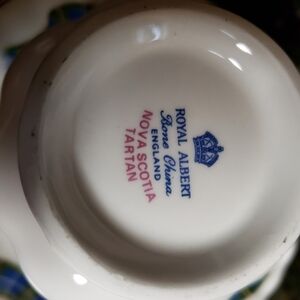 ROYAL ALBERT
Bone China
ENGLAND
NOVA SCOTIA
TARTAN